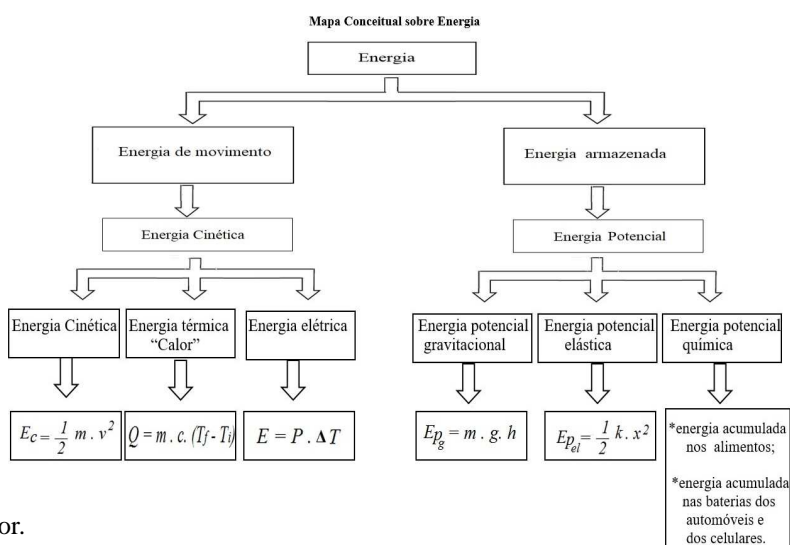 Mapa Conceitual sobre Energia
Energia
Energia de movimento
Energia armazenada
Energia Cinética
Energia Potencial
Energia Cinética
Energia térmica
“Calor”
Energia elétrica
Energia potencial
gravitacional
Energia potencial
elástica
Energia potencial
química
Ec = 1/2 m . v²
Q = m . c. (Tf - Ti)
E = P . ΔT
Epg = m . g. h
Epel = 1/2 k . x²
*energia acumulada
nos alimentos;
*energia acumulada
nas baterias dos
automóveis e
dos celulares.
or.